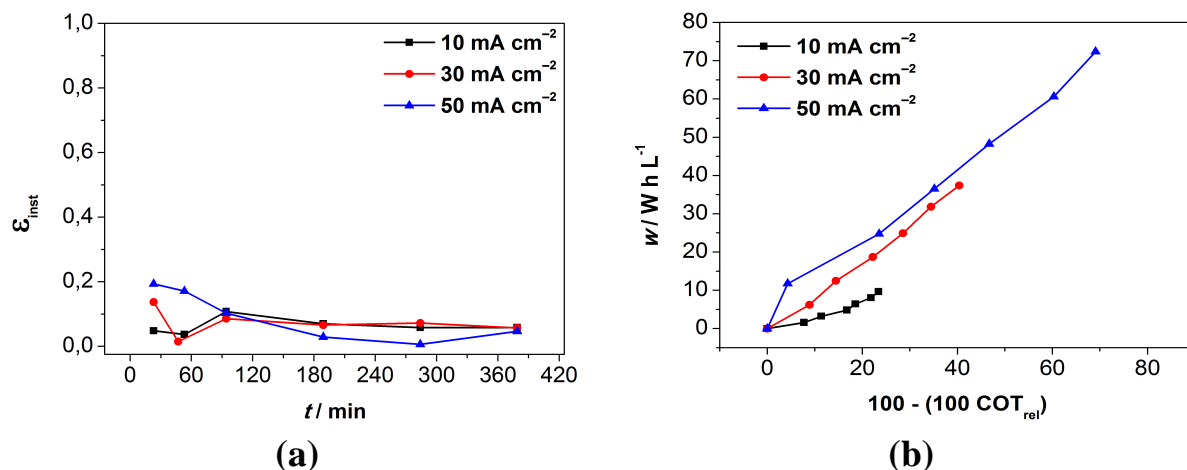 1,0
0,8
0,6
0,4
0,2
0,0
ε_inst
10 mA cm⁻²
30 mA cm⁻²
50 mA cm⁻²
0 60 120 180 240 300 360 420
t / min
(a)
80
70
60
50
40
30
20
10
0
w / W h L⁻¹
10 mA cm⁻²
30 mA cm⁻²
50 mA cm⁻²
0 20 40 60 80
100 - (100 COT_rel)
(b)